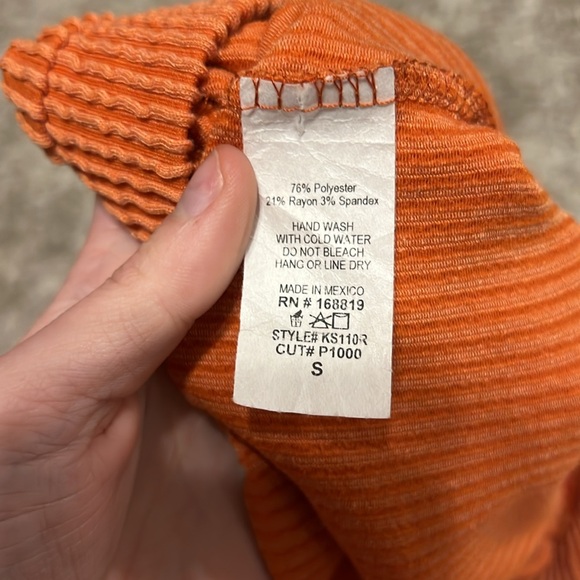 76% Polyester
21% Rayon 3% Spandex
HAND WASH
WITH COLD WATER
DO NOT BLEACH
HANG OR LINE DRY
MADE IN MEXICO
RN # 168819
STYLE# KS110R
CUT# P1000
S